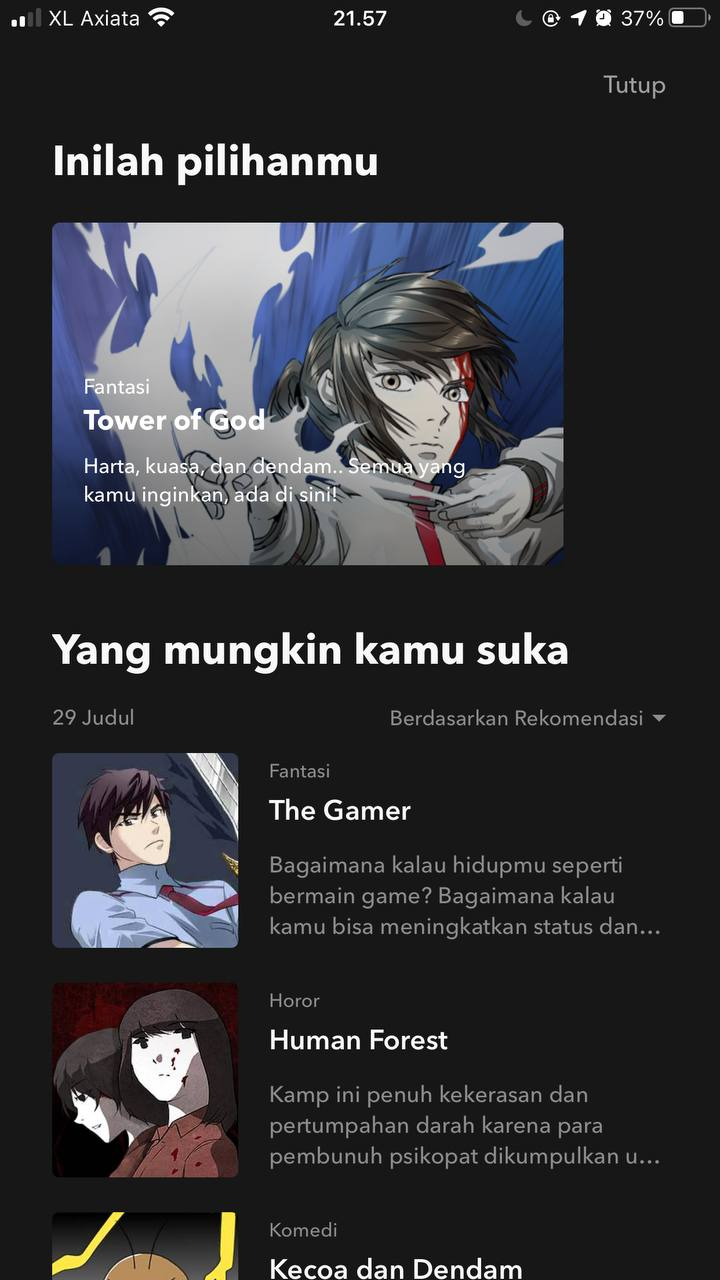 XL Axiata
21.57
37%
Tutup
Inilah pilihanmu
Fantasi
Tower of God
Harta, kuasa, dan dendam.. Semua yang
kamu inginkan, ada di sini!
Yang mungkin kamu suka
29 Judul
Berdasarkan Rekomendasi
Fantasi
The Gamer
Bagaimana kalau hidupmu seperti
bermain game? Bagaimana kalau
kamu bisa meningkatkan status dan...
Horor
Human Forest
Kamp ini penuh kekerasan dan
pertumpahan darah karena para
pembunuh psikopat dikumpulkan u...
Komedi
Kecoa dan Dendam